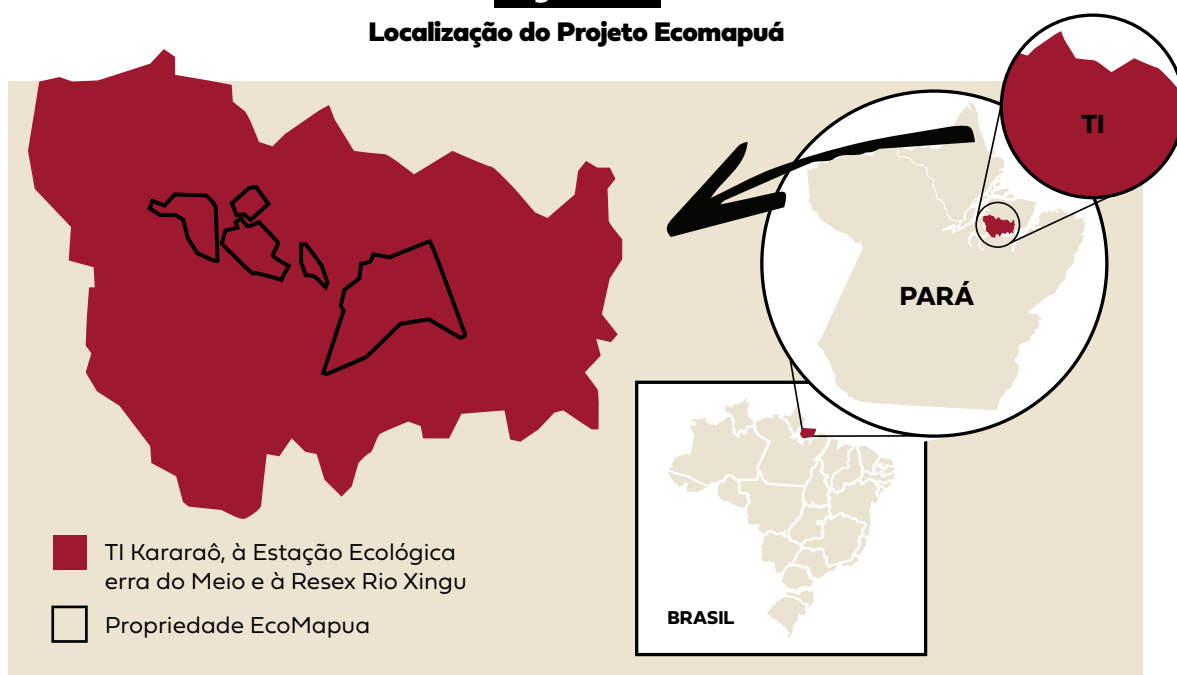 Localização do Projeto Ecomapuá
TI
PARÁ
BRASIL
TI Kararaô, à Estação Ecológica
erra do Meio e à Resex Rio Xingu
Propriedade EcoMapua